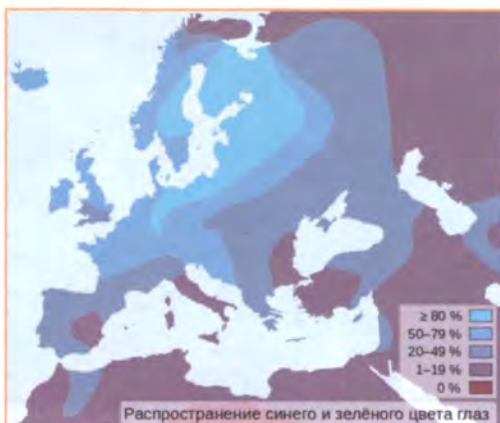 ≥ 80 %
50–79 %
20–49 %
1–19 %
0 %
Распространение синего и зелёного цвета глаз